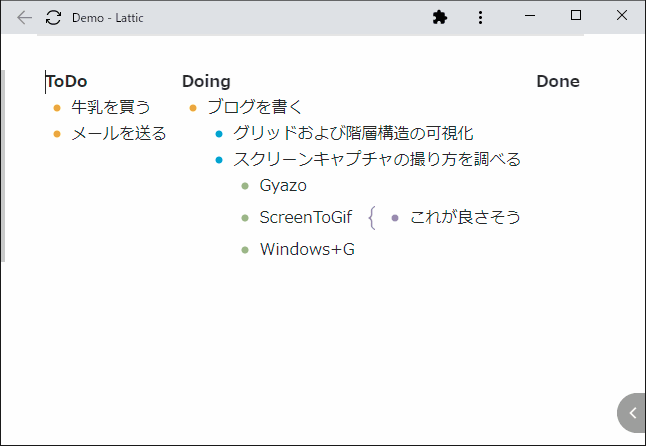 Demo - Lattic
ToDo
牛乳を買う
メールを送る
Doing
ブログを書く
グリッドおよび階層構造の可視化
スクリーンキャプチャの撮り方を調べる
Gyazo
ScreenToGif { これが良さそう
Windows+G
Done